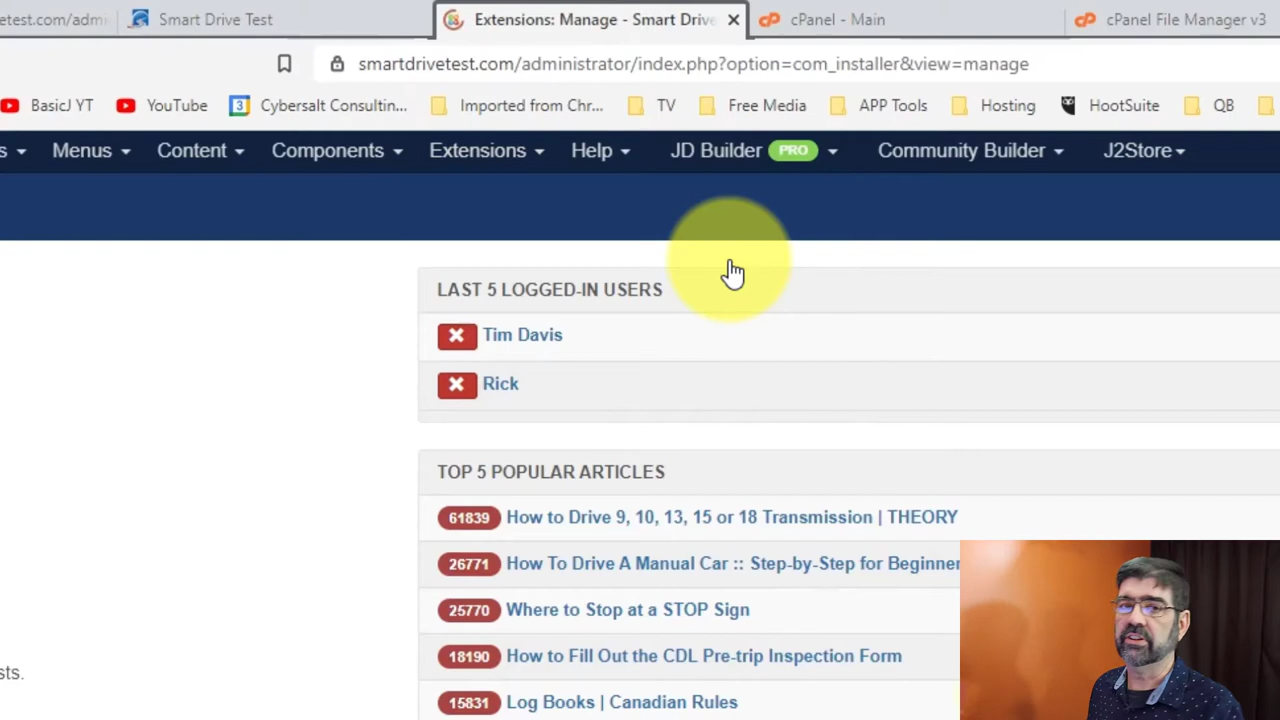 vetest.com/admi
Smart Drive Test
Extensions: Manage - Smart Drive
cPanel - Main
cPanel File Manager v3
smartdrivetest.com/administrator/index.php?option=com_installer&view=manage
BasicJ YT
YouTube
3
Cybersalt Consultin...
Imported from Chr...
TV
Free Media
APP Tools
Hosting
HootSuite
QB
s
Menus
Content
Components
Extensions
Help
JD Builder PRO
Community Builder
J2Store
LAST 5 LOGGED-IN USERS
Tim Davis
Rick
TOP 5 POPULAR ARTICLES
61839 How to Drive 9, 10, 13, 15 or 18 Transmission | THEORY
26771 How To Drive A Manual Car :: Step-by-Step for Beginner
25770 Where to Stop at a STOP Sign
18190 How to Fill Out the CDL Pre-trip Inspection Form
sts.
15831 Log Books | Canadian Rules